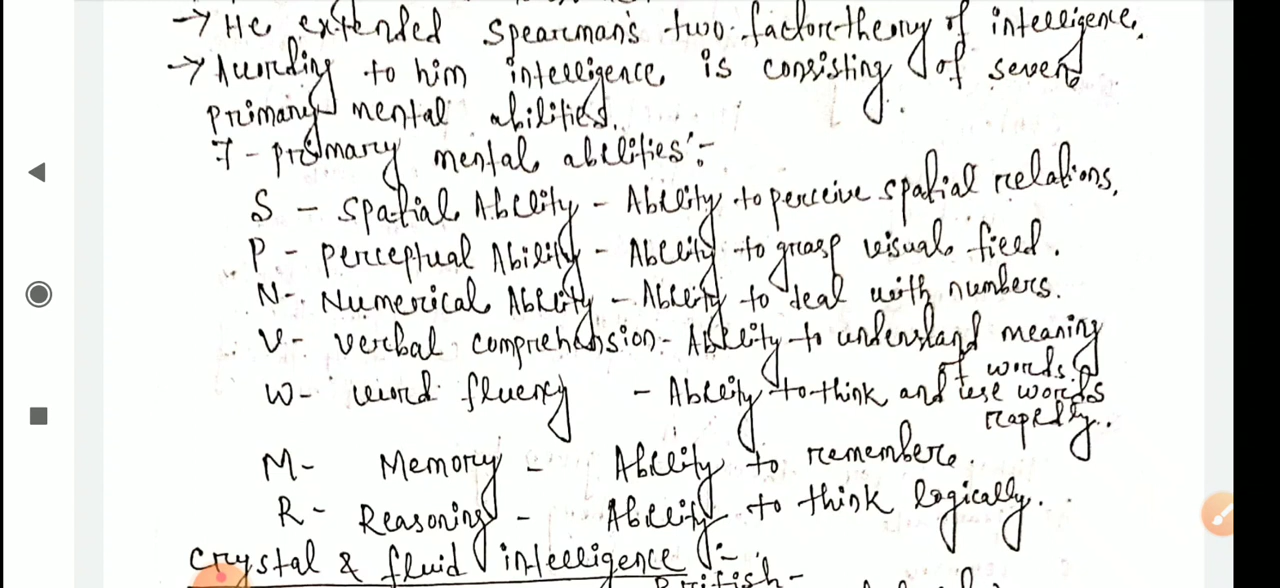 → He extended Spearman's two-factor theory of intelligence.
→ According to him intelligence is consisting of seven
primary mental abilities.
7 - primary mental abilities :-
S - Spatial Ability - Ability to perceive spatial relations.
P - Perceptual Ability - Ability to grasp visual field.
N - Numerical Ability - Ability to deal with numbers.
V - Verbal comprehension - Ability to understand meaning
of words.
W - word fluency - Ability to think and use words
rapidly.
M - Memory - Ability to remember.
R - Reasoning - Ability to think logically.
Crystal & fluid intelligence :-
British -